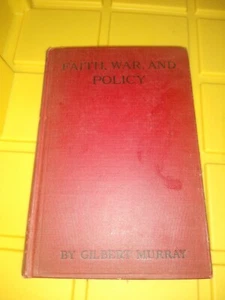 FAITH, WAR, AND
POLICY
BY GILBERT MURRAY